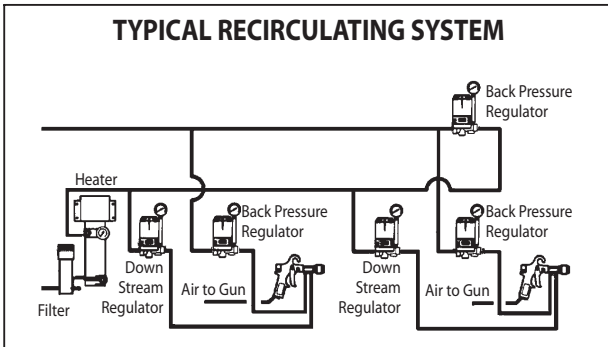 TYPICAL RECIRCULATING SYSTEM
Back Pressure
Regulator
Heater
Back Pressure
Regulator
Back Pressure
Regulator
Down
Stream
Regulator
Air to Gun
Down
Stream
Regulator
Air to Gun
Filter